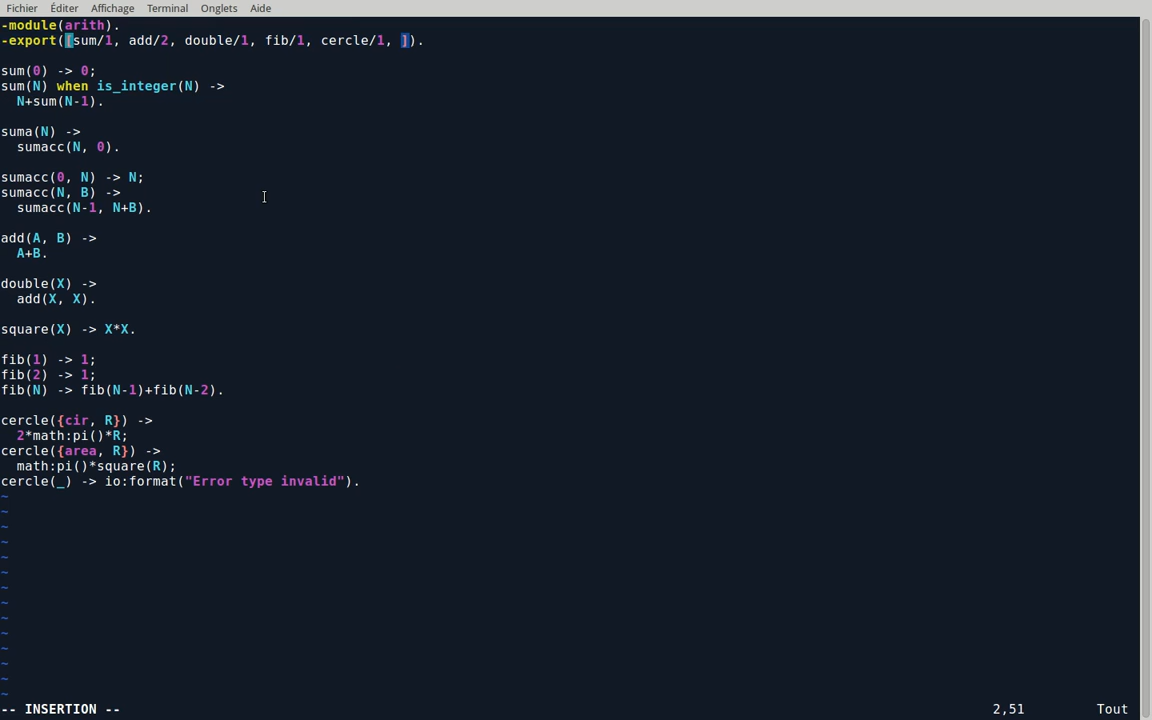 Fichier Éditer Affichage Terminal Onglets Aide
-module(arith).
-export([sum/1, add/2, double/1, fib/1, cercle/1, ]).

sum(0) -> 0;
sum(N) when is_integer(N) ->
  N+sum(N-1).

suma(N) ->
  sumacc(N, 0).

sumacc(0, N) -> N;
sumacc(N, B) ->
  sumacc(N-1, N+B).

add(A, B) ->
  A+B.

double(X) ->
  add(X, X).

square(X) -> X*X.

fib(1) -> 1;
fib(2) -> 1;
fib(N) -> fib(N-1)+fib(N-2).

cercle({cir, R}) ->
  2*math:pi()*R;
cercle({area, R}) ->
  math:pi()*square(R);
cercle(_) -> io:format("Error type invalid").
~
~
~
~
~
~
~
~
~
~
~
~
~
~
-- INSERTION -- 2,51 Tout